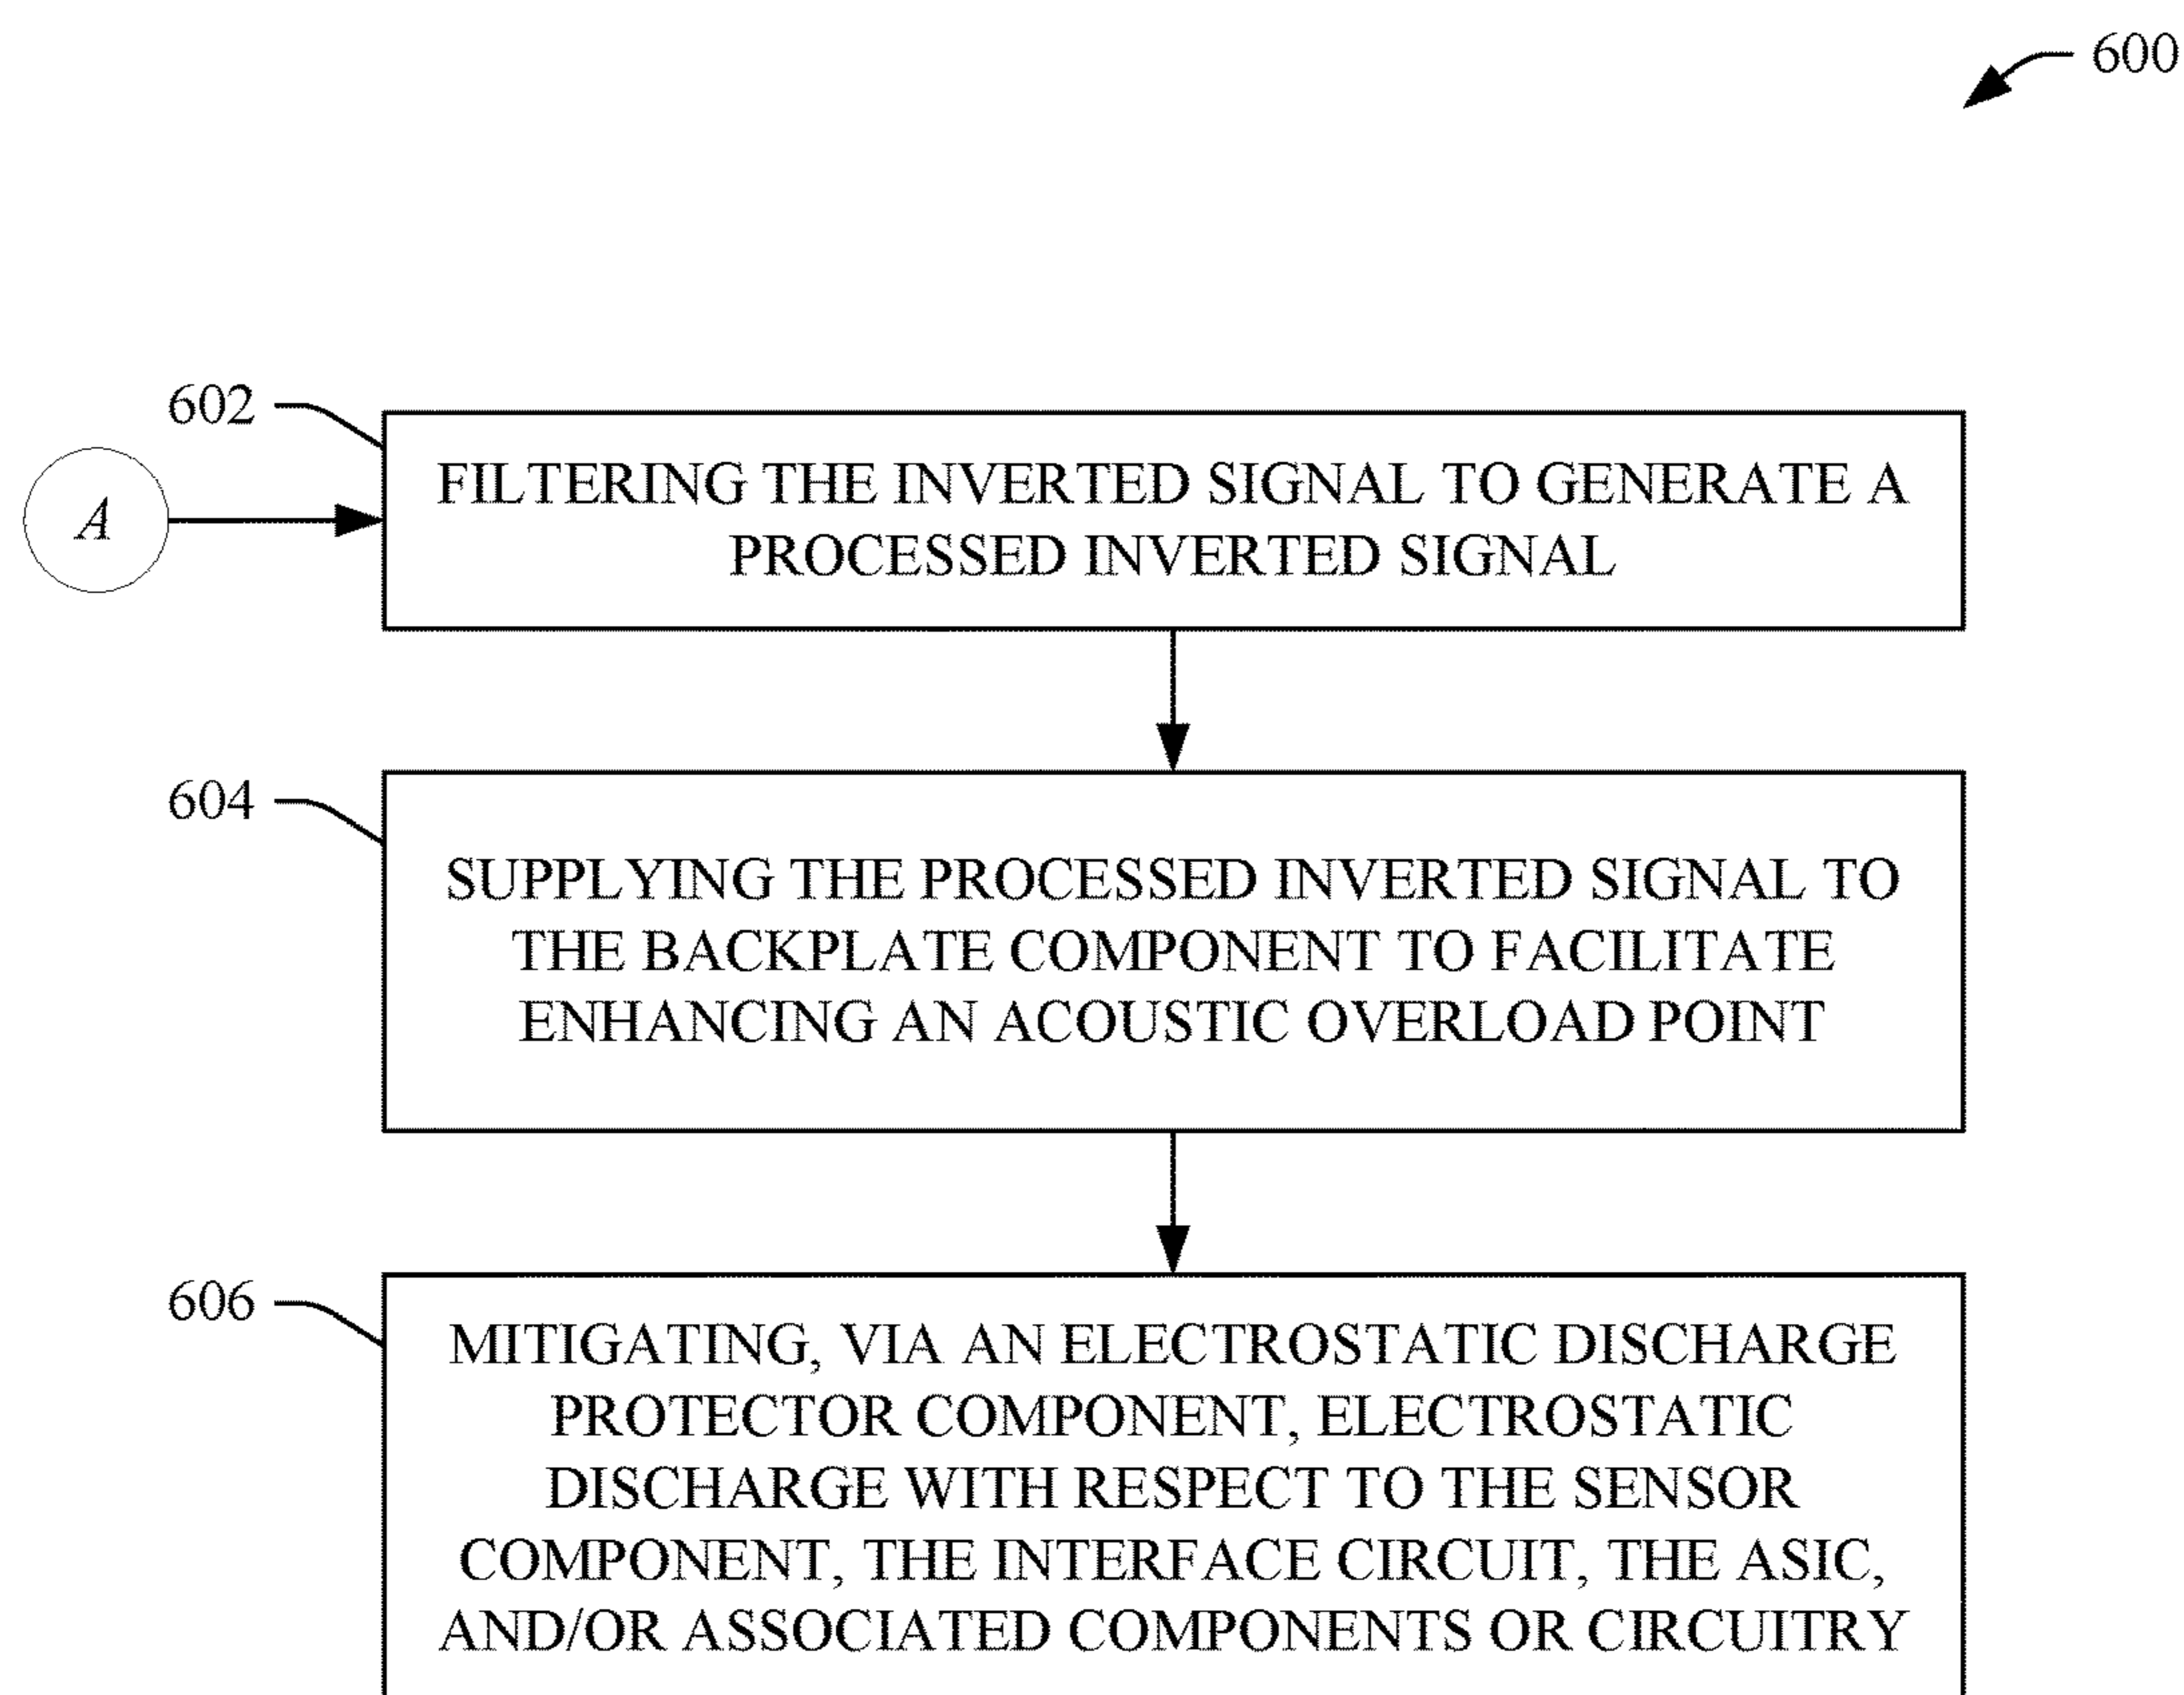 600
602
A
FILTERING THE INVERTED SIGNAL TO GENERATE A
PROCESSED INVERTED SIGNAL
604
SUPPLYING THE PROCESSED INVERTED SIGNAL TO
THE BACKPLATE COMPONENT TO FACILITATE
ENHANCING AN ACOUSTIC OVERLOAD POINT
606
MITIGATING, VIA AN ELECTROSTATIC DISCHARGE
PROTECTOR COMPONENT, ELECTROSTATIC
DISCHARGE WITH RESPECT TO THE SENSOR
COMPONENT, THE INTERFACE CIRCUIT, THE ASIC,
AND/OR ASSOCIATED COMPONENTS OR CIRCUITRY